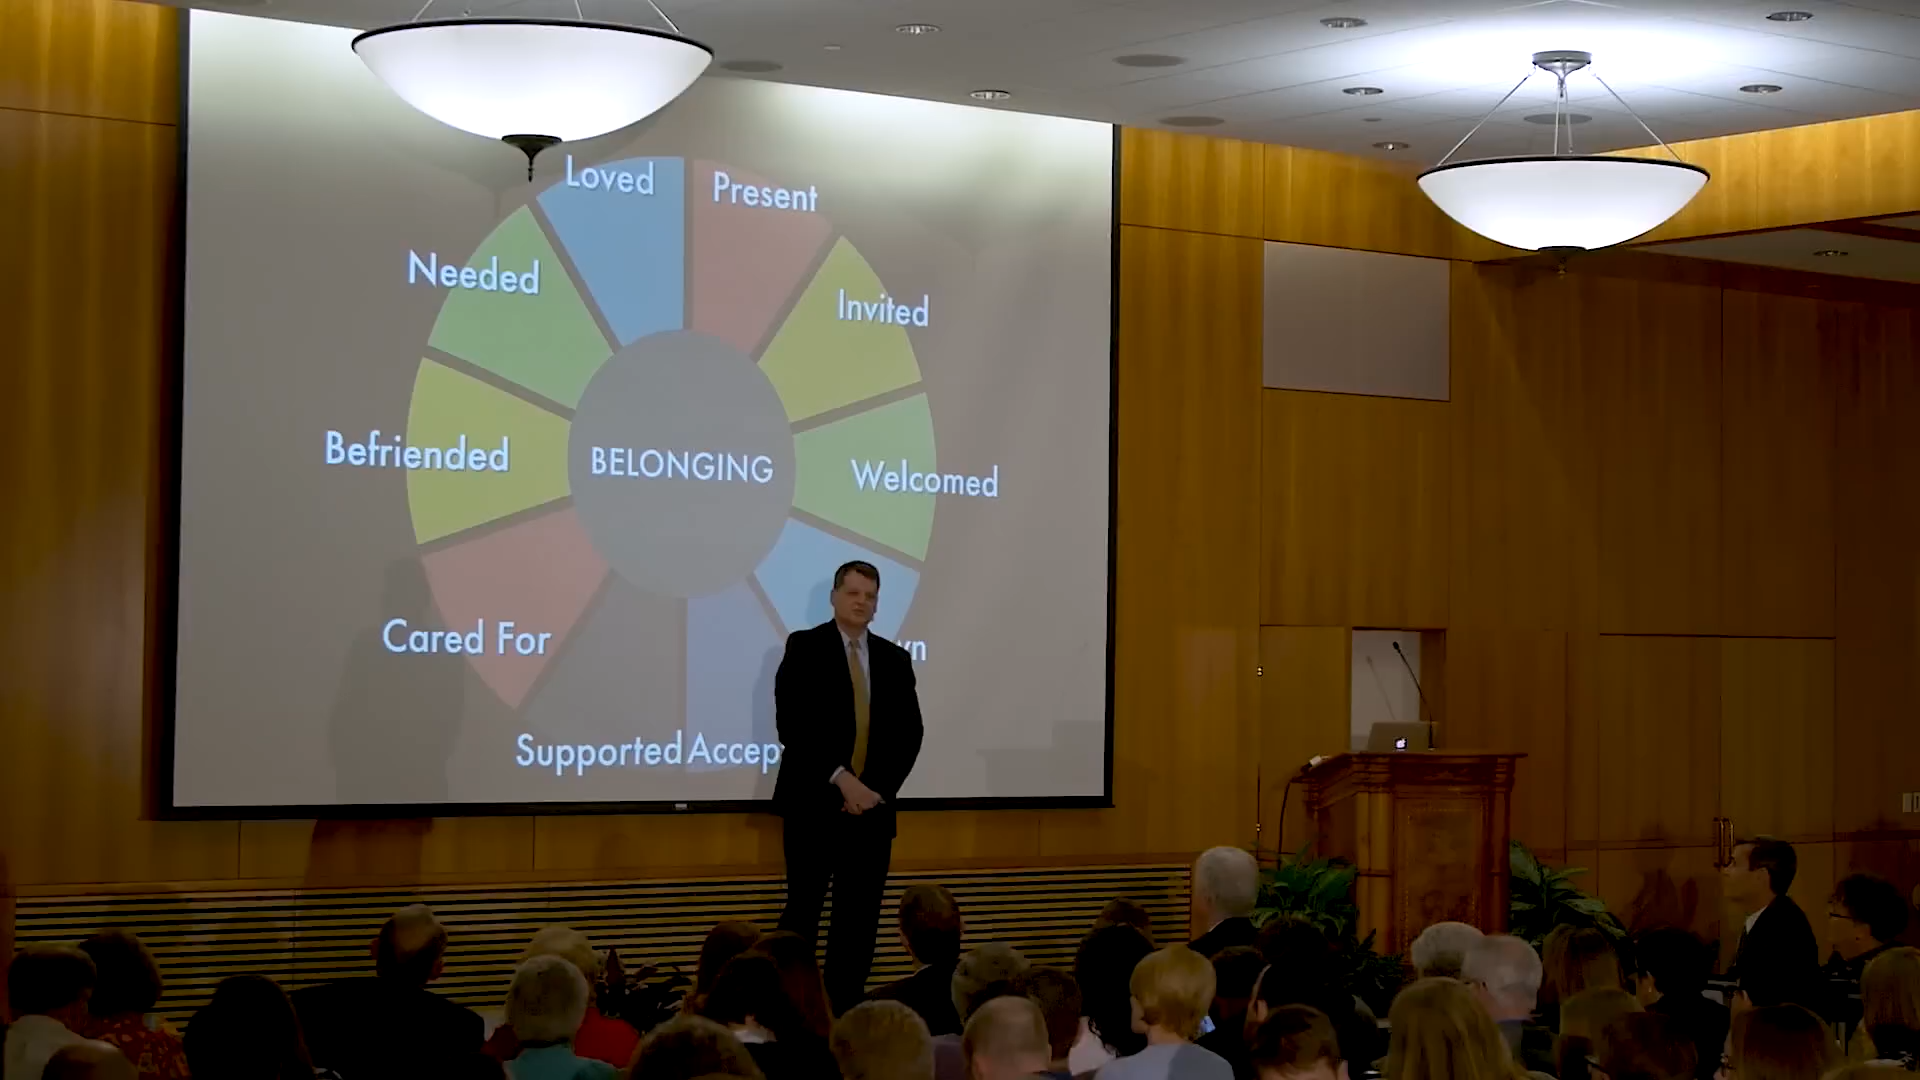 Loved
Present
Needed
Invited
Befriended
BELONGING
Welcomed
Cared For
Supported